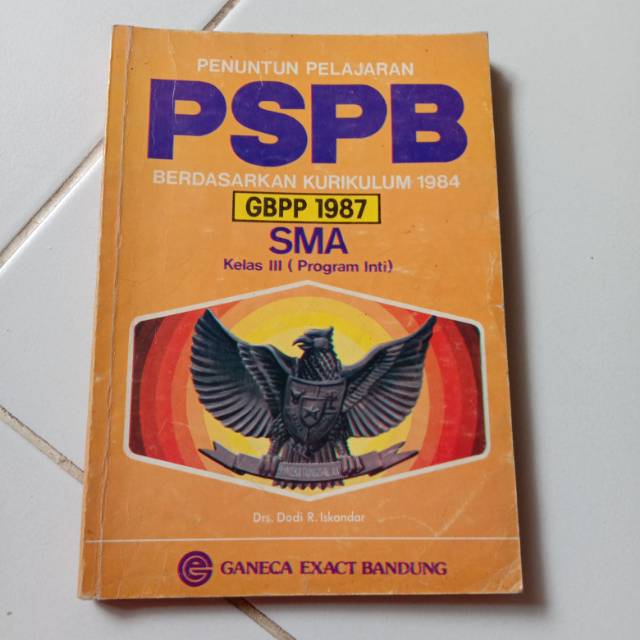 PENUNTUN PELAJARAN
PSPB
BERDASARKAN KURIKULUM 1984
GBPP 1987
SMA
Kelas III ( Program Inti)
Drs. Dodi R. Iskandar
GANECA EXACT BANDUNG